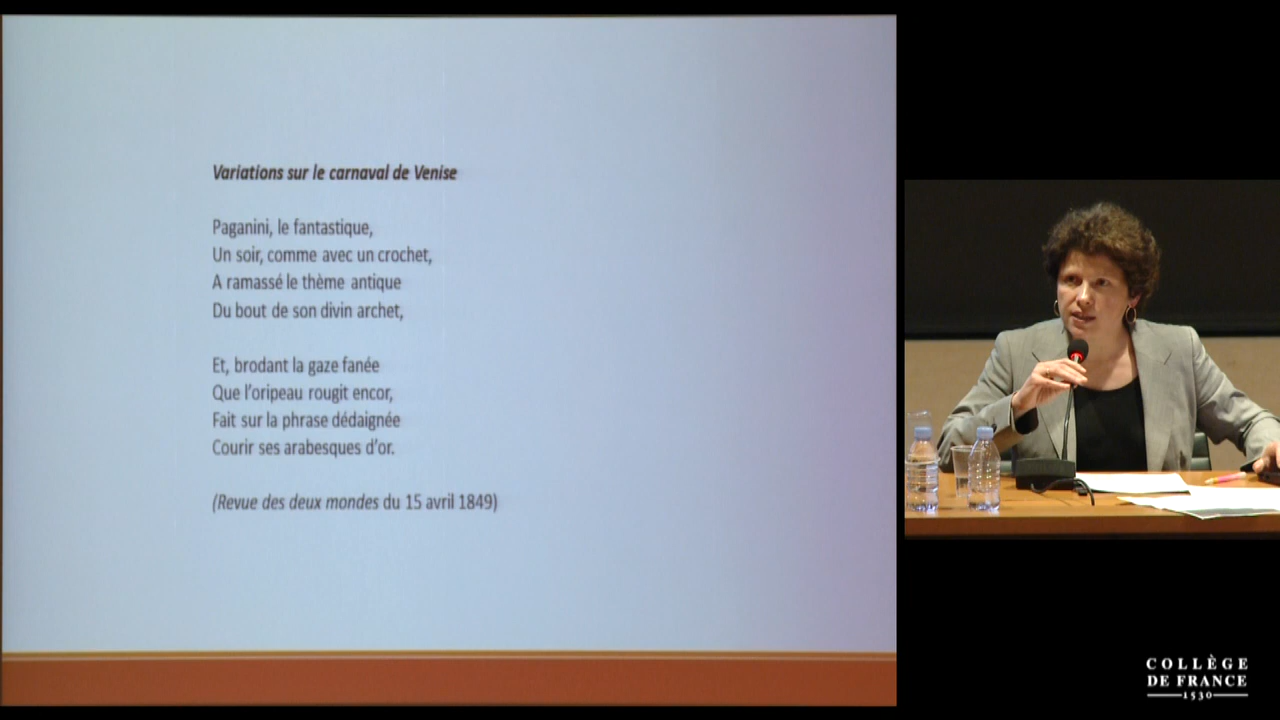 Variations sur le carnaval de Venise
Paganini, le fantastique,
Un soir, comme avec un crochet,
A ramassé le thème antique
Du bout de son divin archet,
Et, brodant la gaze fanée
Que l’oripeau rougit encor,
Fait sur la phrase dédaignée
Courir ses arabesques d’or.
(Revue des deux mondes du 15 avril 1849)
COLLÈGE
DE FRANCE
1530